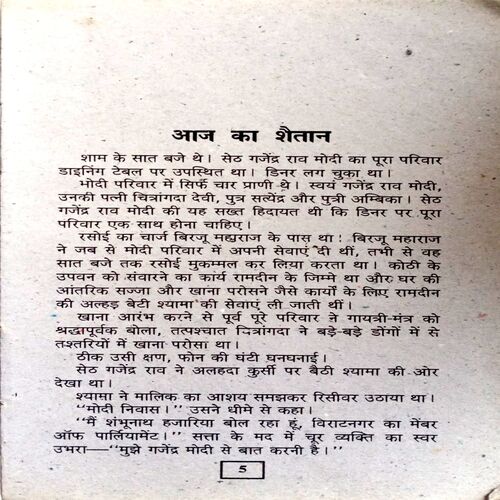 आज का शैतान
शाम के सात बजे थे। सेठ गजेंद्र राव मोदी का पूरा परिवार
डाइनिंग टेबल पर उपस्थित था। डिनर लग चुका था।
मोदी परिवार में सिर्फ चार प्राणी थे। स्वयं गजेंद्र राव मोदी,
उनकी पत्नी चित्रांगदा देवी, पुत्र सत्येंद्र और पुत्री अम्बिका। सेठ
गजेंद्र राव मोदी की यह सख्त हिदायत थी कि डिनर पर पूरा
परिवार एक साथ होना चाहिए।
रसोई का चार्ज बिरजू महाराज के पास था! बिरजू महाराज
ने जब से मोदी परिवार में अपनी सेवाएं दी थीं, तभी से वह
सात बजे तक रसोई मुकम्मल कर लिया करता था। कोठी के
उपवन को संवारने का कार्य रामदीन के जिम्मे था और घर की
आंतरिक सज्जा और खाना परोसने जैसे कार्यों के लिए रामदीन
की अल्हड़ बेटी श्यामा की सेवाएं ली जाती थीं।
खाना आरंभ करने से पूर्व पूरे परिवार ने गायत्री-मंत्र को
श्रद्धापूर्वक बोला, तत्पश्चात चित्रांगदा ने बड़े-बड़े डोंगों में से
तश्तरियों में खाना परोसा था।
ठीक उसी क्षण, फोन की घंटी घनघनाई।
सेठ गजेंद्र राव ने अलहदा कुर्सी पर बैठी श्यामा की ओर
देखा था।
श्यामा ने मालिक का आशय समझकर रिसीवर उठाया था।
‘‘मोदी निवास।’’ उसने धीमे से कहा।
‘‘मैं शंभूनाथ हजारिया बोल रहा हूं, विराटनगर का मेंबर
ऑफ पार्लियामेंट।’’ सत्ता के मद में चूर व्यक्ति का स्वर
उभरा—‘‘मुझे गजेंद्र मोदी से बात करनी है।’’
5